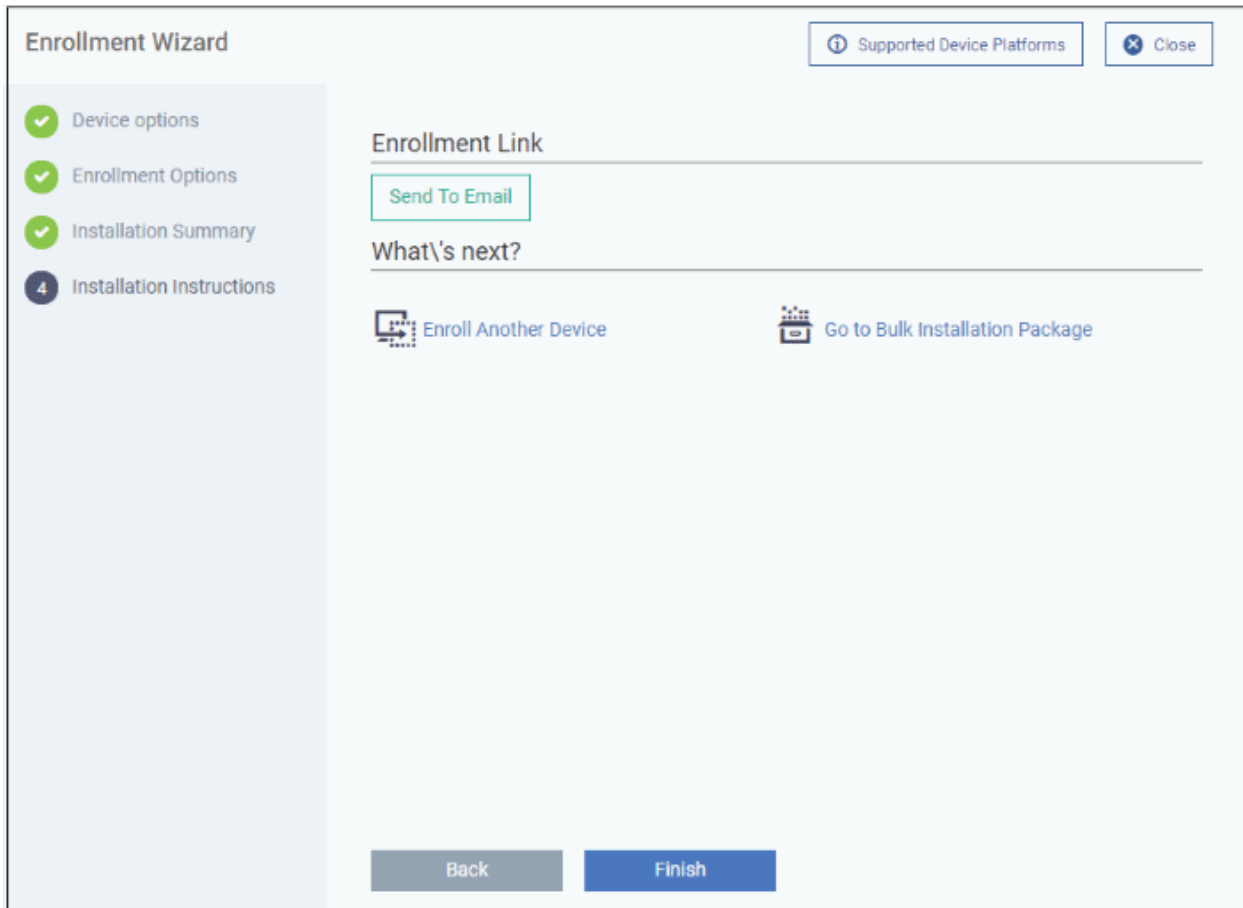 Enrollment Wizard
Supported Device Platforms
Close
Device options
Enrollment Options
Installation Summary
4 Installation Instructions
Enrollment Link
Send To Email
What\'s next?
Enroll Another Device
Go to Bulk Installation Package
Back
Finish